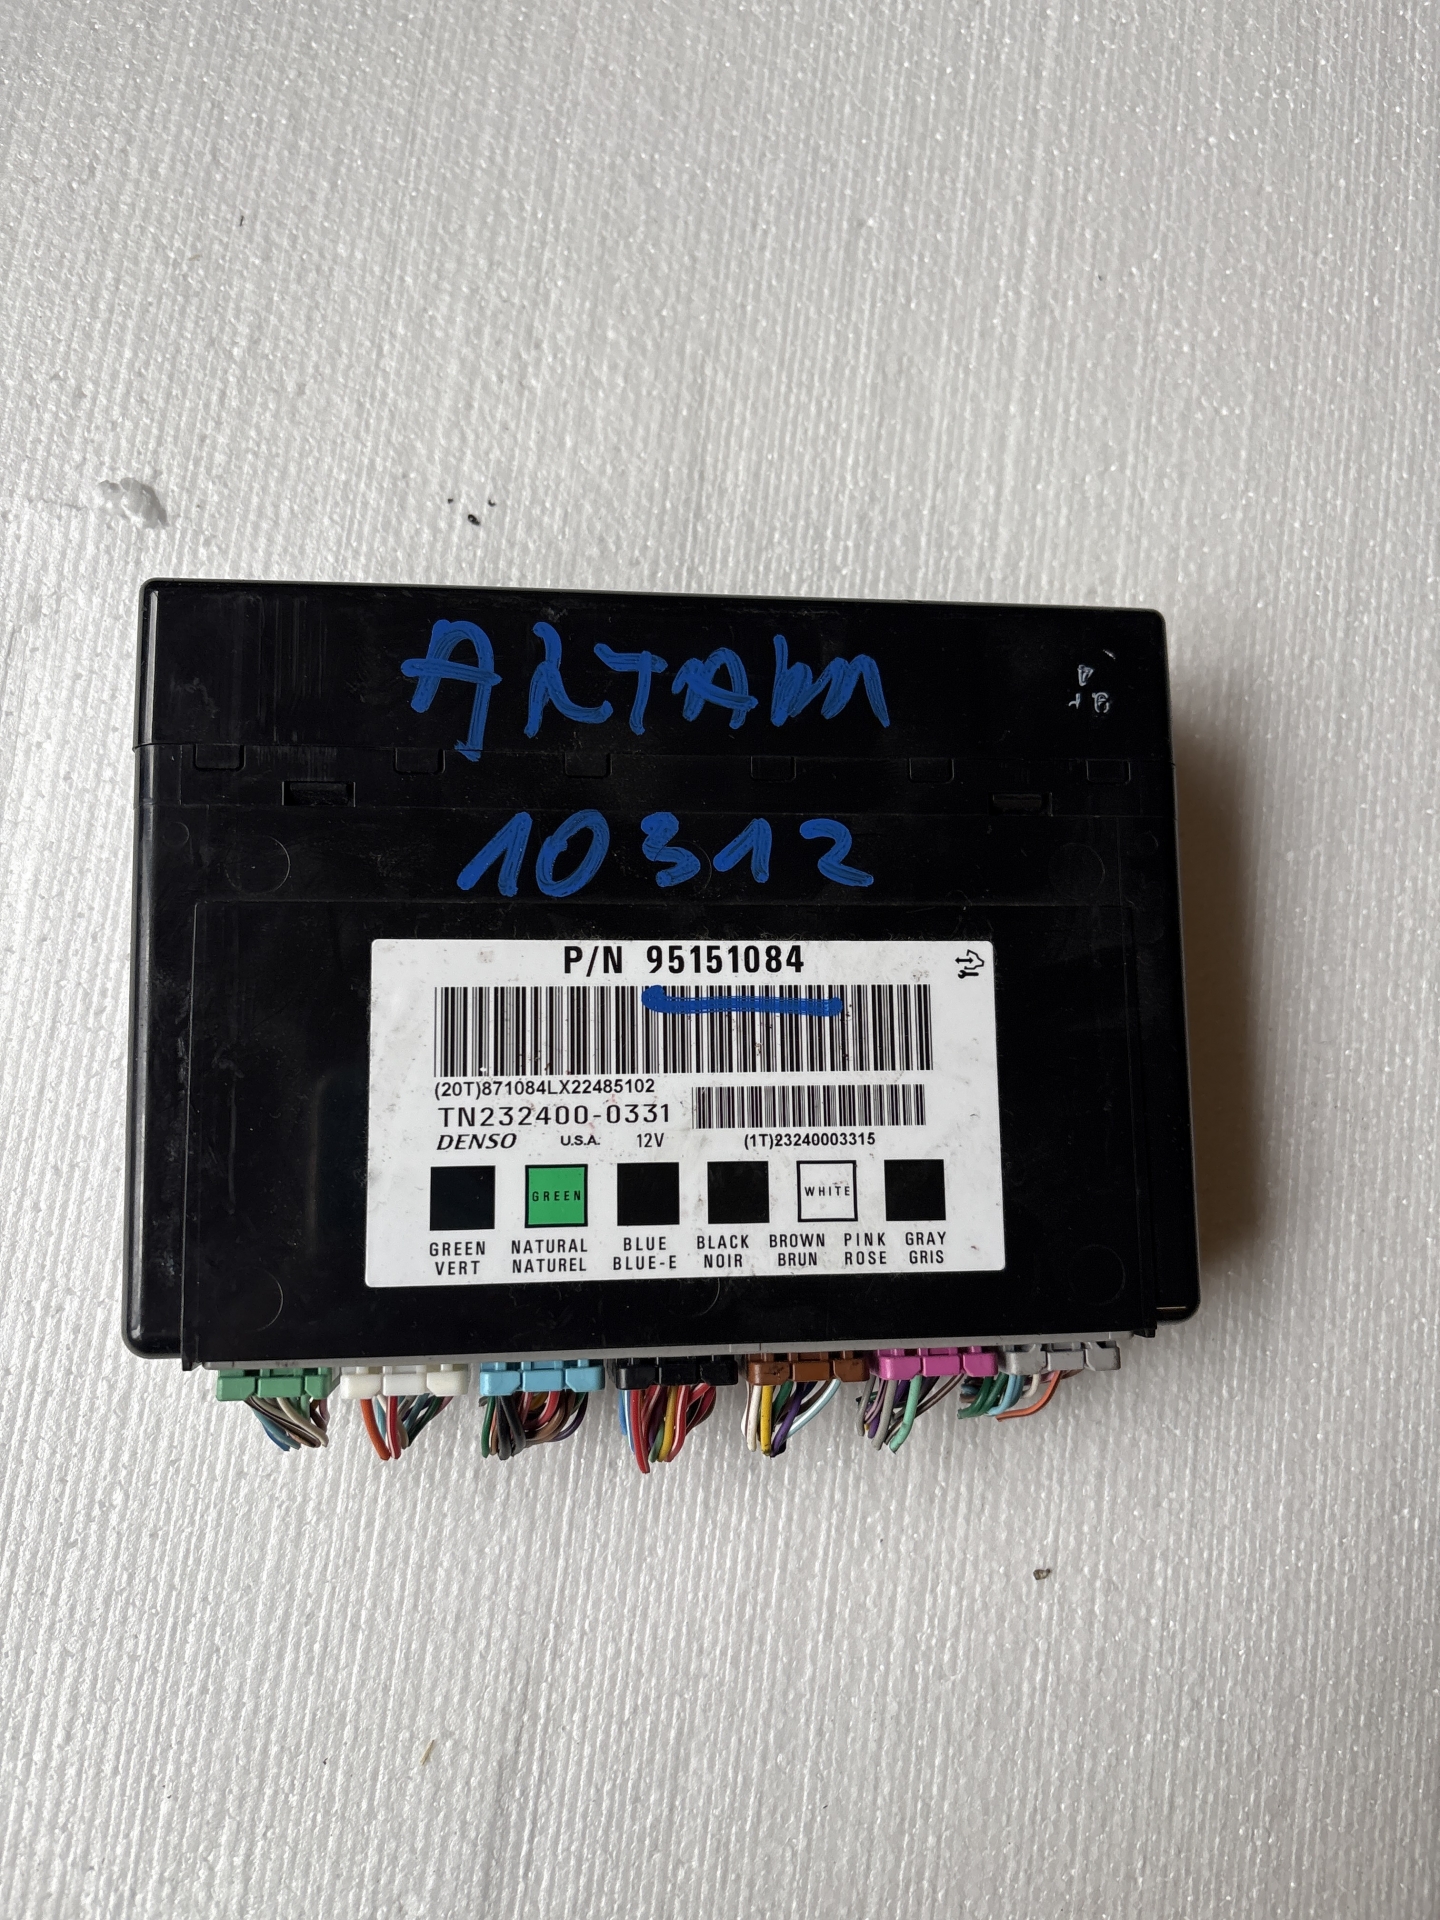 10312
P/N 95151084
(20T)871084LX22485102
TN232400-0331
DENSO U.S.A. 12V (1T)23240003315
GREEN WHITE
GREEN NATURAL BLUE BLACK BROWN PINK GRAY
VERT NATUREL BLUE-E NOIR BRUN ROSE GRIS